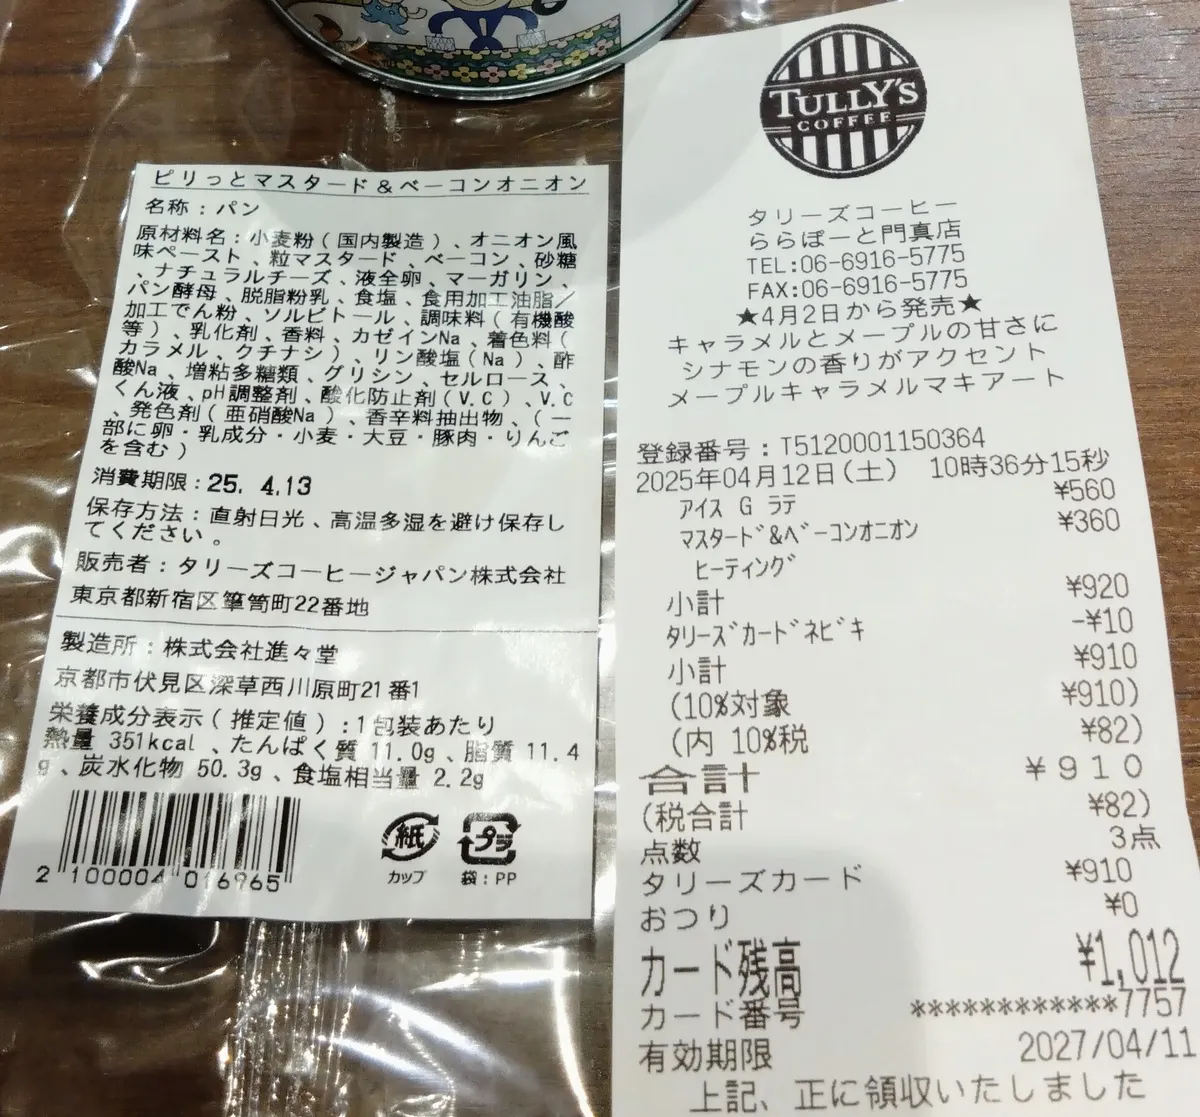 ピリっとマスタード&ベーコンオニオン
名称：パン
原材料名：小麦粉(国内製造)、オニオン風
味ペースト、粒マスタード、ベーコン、砂糖
、ナチュラルチーズ、液全卵、マーガリン、
パン酵母、脱脂粉乳、食塩、食用加工油脂／
加工でん粉、ソルビトール、調味料(有機酸
等)、乳化剤、香料、カゼインNa、着色料(
カラメル、クチナシ)、リン酸塩(Na)、酢
酸Na、増粘多糖類、グリシン、セルロース、
くん液、pH調整剤、酸化防止剤(V.C)、V.C
、発色剤(亜硝酸Na)、香辛料抽出物、(一
部に卵・乳成分・小麦・大豆・豚肉・りんご
を含む)
消費期限：25. 4.13
保存方法：直射日光、高温多湿を避け保存し
てください。
販売者：タリーズコーヒージャパン株式会社
東京都新宿区箪笥町22番地
製造所：株式会社進々堂
京都市伏見区深草西川原町21番1
栄養成分表示(推定値)：1包装あたり
熱量 351kcal、たんぱく質 11.0g、脂質 11.4
g、炭水化物 50.3g、食塩相当量 2.2g
2 100004 016965
紙
カップ
プラ
袋：PP
TULLY'S
COFFEE
タリーズコーヒー
ららぽーと門真店
TEL:06-6916-5775
FAX:06-6916-5775
★4月2日から発売★
キャラメルとメープルの甘さに
シナモンの香りがアクセント
メープルキャラメルマキアート
登録番号：T5120001150364
2025年04月12日(土) 10時36分15秒
アイス G ラテ ¥560
マスタード&ベーコンオニオン ¥360
ヒーティング
小計 ¥920
タリーズカードネビキ -¥10
小計 ¥910
(10%対象 ¥910)
(内 10%税 ¥82)
合計 ¥910
(税合計 ¥82)
点数 3点
タリーズカード ¥910
おつり ¥0
カード残高 ¥1,012
カード番号 ************7757
有効期限 2027/04/11
上記、正に領収いたしました